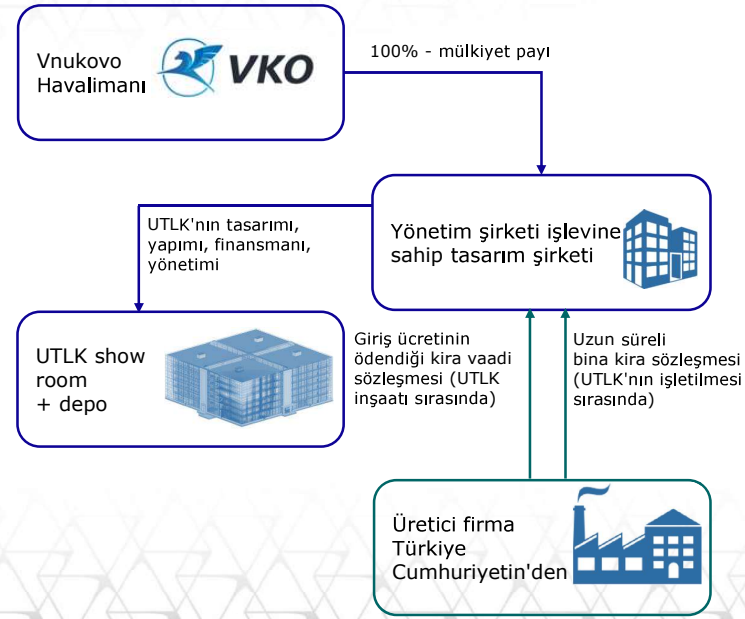 Vnukovo
Havalimanı
VKO
100% - mülkiyet payı
UTLK'nın tasarımı,
yapımı, finansmanı,
yönetimi
Yönetim şirketi işlevine
sahip tasarım şirketi
UTLK show
room
+ depo
Giriş ücretinin
ödendiği kira vaadi
sözleşmesi (UTLK
inşaatı sırasında)
Uzun süreli
bina kira sözleşmesi
(UTLK'nın işletilmesi
sırasında)
Üretici firma
Türkiye
Cumhuriyetin'den